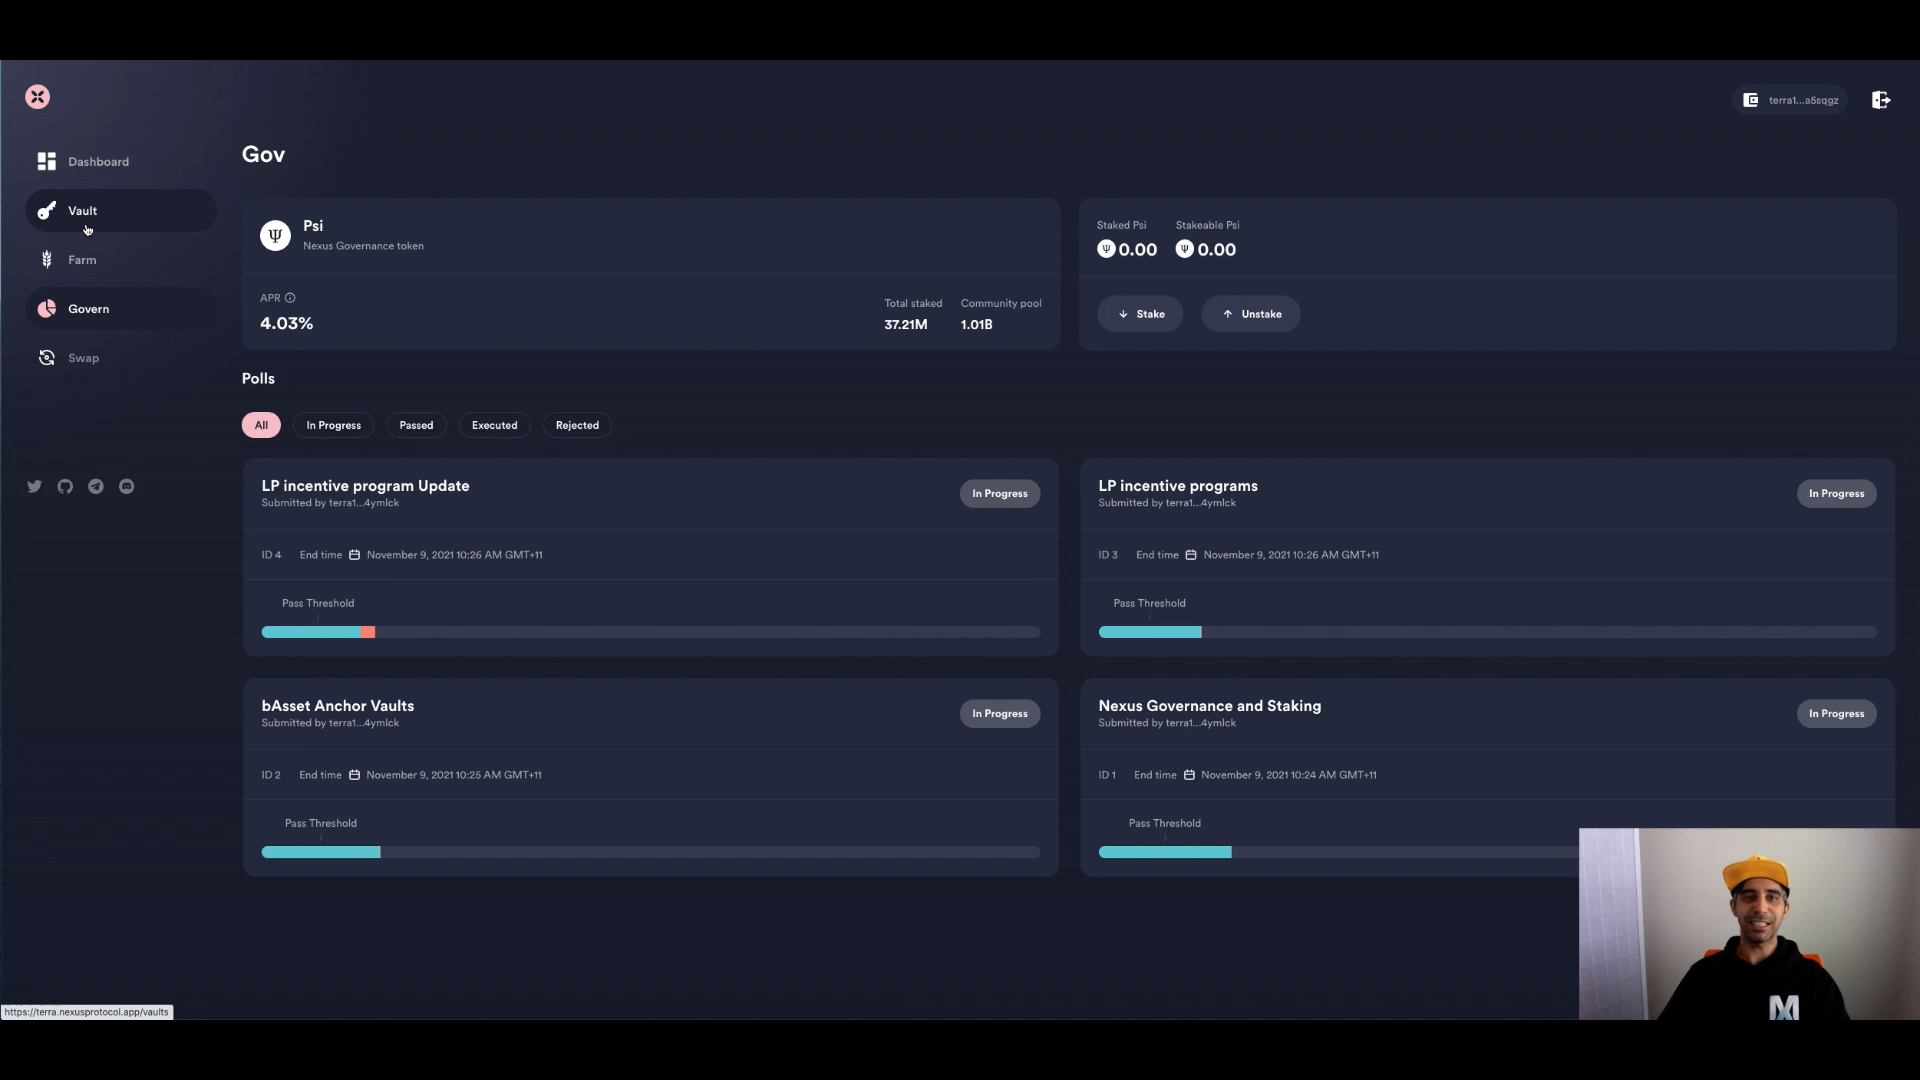 terra1...a5sqgz
Dashboard
Vault
Farm
Govern
Swap
Gov
Ψ
Psi
Nexus Governance token
APR
4.03%
Total staked
37.21M
Community pool
1.01B
Staked Psi
Ψ 0.00
Stakeable Psi
Ψ 0.00
Stake
Unstake
Polls
All
In Progress
Passed
Executed
Rejected
LP incentive program Update
Submitted by terra1...4ymlck
In Progress
ID 4 End time November 9, 2021 10:26 AM GMT+11
Pass Threshold
LP incentive programs
Submitted by terra1...4ymlck
In Progress
ID 3 End time November 9, 2021 10:26 AM GMT+11
Pass Threshold
bAsset Anchor Vaults
Submitted by terra1...4ymlck
In Progress
ID 2 End time November 9, 2021 10:25 AM GMT+11
Pass Threshold
Nexus Governance and Staking
Submitted by terra1...4ymlck
In Progress
ID 1 End time November 9, 2021 10:24 AM GMT+11
Pass Threshold
https://terra.nexusprotocol.app/vaults